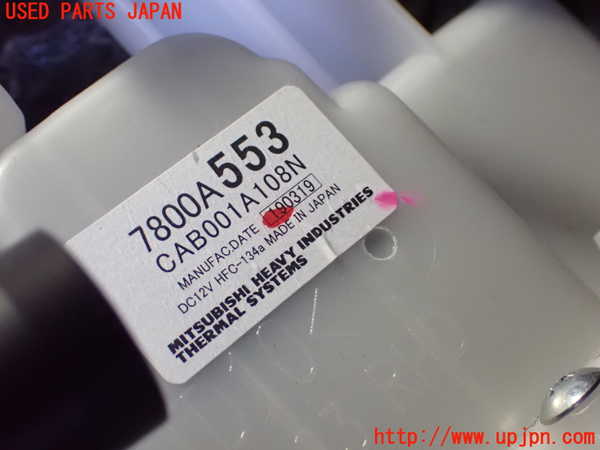 USED PARTS JAPAN
7800A553
CAB001A108N
MANUFAC.DATE 190319
DC12V HFC-134a MADE IN JAPAN
MITSUBISHI HEAVY INDUSTRIES
THERMAL SYSTEMS
http://www.upjpn.com/